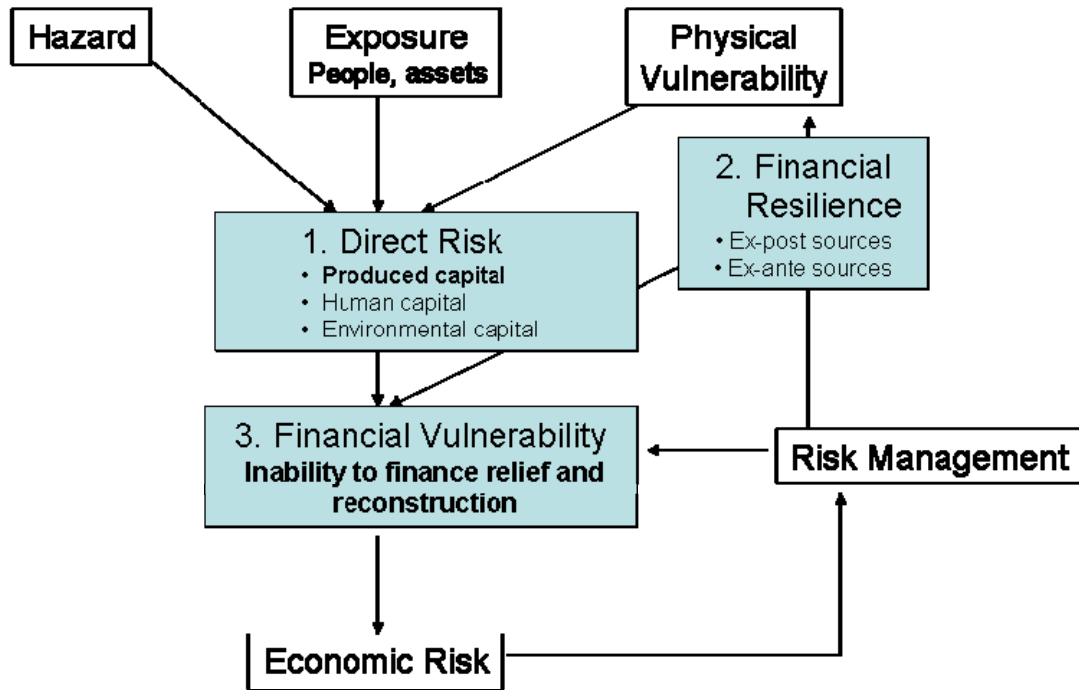 Hazard
Exposure
People, assets
Physical
Vulnerability
2. Financial
Resilience
• Ex-post sources
• Ex-ante sources
1. Direct Risk
• Produced capital
• Human capital
• Environmental capital
3. Financial Vulnerability
Inability to finance relief and
reconstruction
Risk Management
Economic Risk